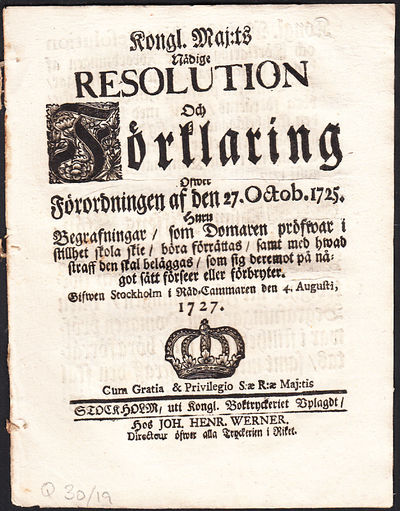 Kongl. Maj:ts
Nådige
RESOLUTION
Och
Förklaring
Ofwer
Förordningen af den 27. Octob. 1725.
Huru
Begrafningar / som Domaren pröfwar i
stillhet skola skie / böra förrättas / samt med hwad
straff den skal beläggas / som sig deremot på nå-
got sätt förseer eller förbryter.
Gifwen Stockholm i Råd-Cammaren den 4. Augusti,
1727.
Cum Gratia & Privilegio S:æ R:æ Maj:tis
STOCKHOLM / uti Kongl. Boktryckeriet Uplagdt /
Hos JOH. HENR. WERNER.
Directeur öfwer alla Tryckerien i Riket.
Q 30/19